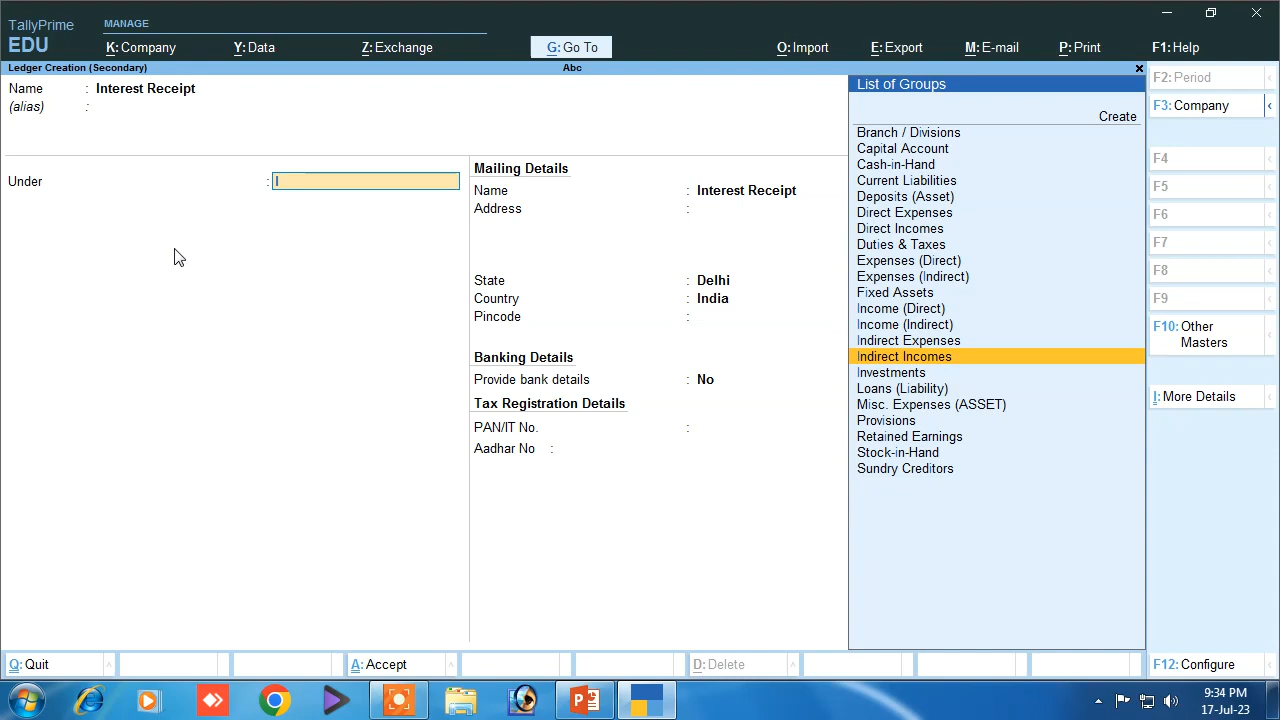 TallyPrime
EDU
MANAGE
K: Company
Y: Data
Z: Exchange
G: Go To
O: Import
E: Export
M: E-mail
P: Print
F1: Help
Ledger Creation (Secondary)
Abc
Name : Interest Receipt
(alias) :
Under : I
Mailing Details
Name : Interest Receipt
Address :
State : Delhi
Country : India
Pincode :
Banking Details
Provide bank details : No
Tax Registration Details
PAN/IT No. :
Aadhar No :
List of Groups
Create
Branch / Divisions
Capital Account
Cash-in-Hand
Current Liabilities
Deposits (Asset)
Direct Expenses
Direct Incomes
Duties & Taxes
Expenses (Direct)
Expenses (Indirect)
Fixed Assets
Income (Direct)
Income (Indirect)
Indirect Expenses
Indirect Incomes
Investments
Loans (Liability)
Misc. Expenses (ASSET)
Provisions
Retained Earnings
Stock-in-Hand
Sundry Creditors
F2: Period
F3: Company
F4
F5
F6
F7
F8
F9
F10: Other
Masters
I: More Details
Q: Quit
A: Accept
D: Delete
F12: Configure
9:34 PM
17-Jul-23